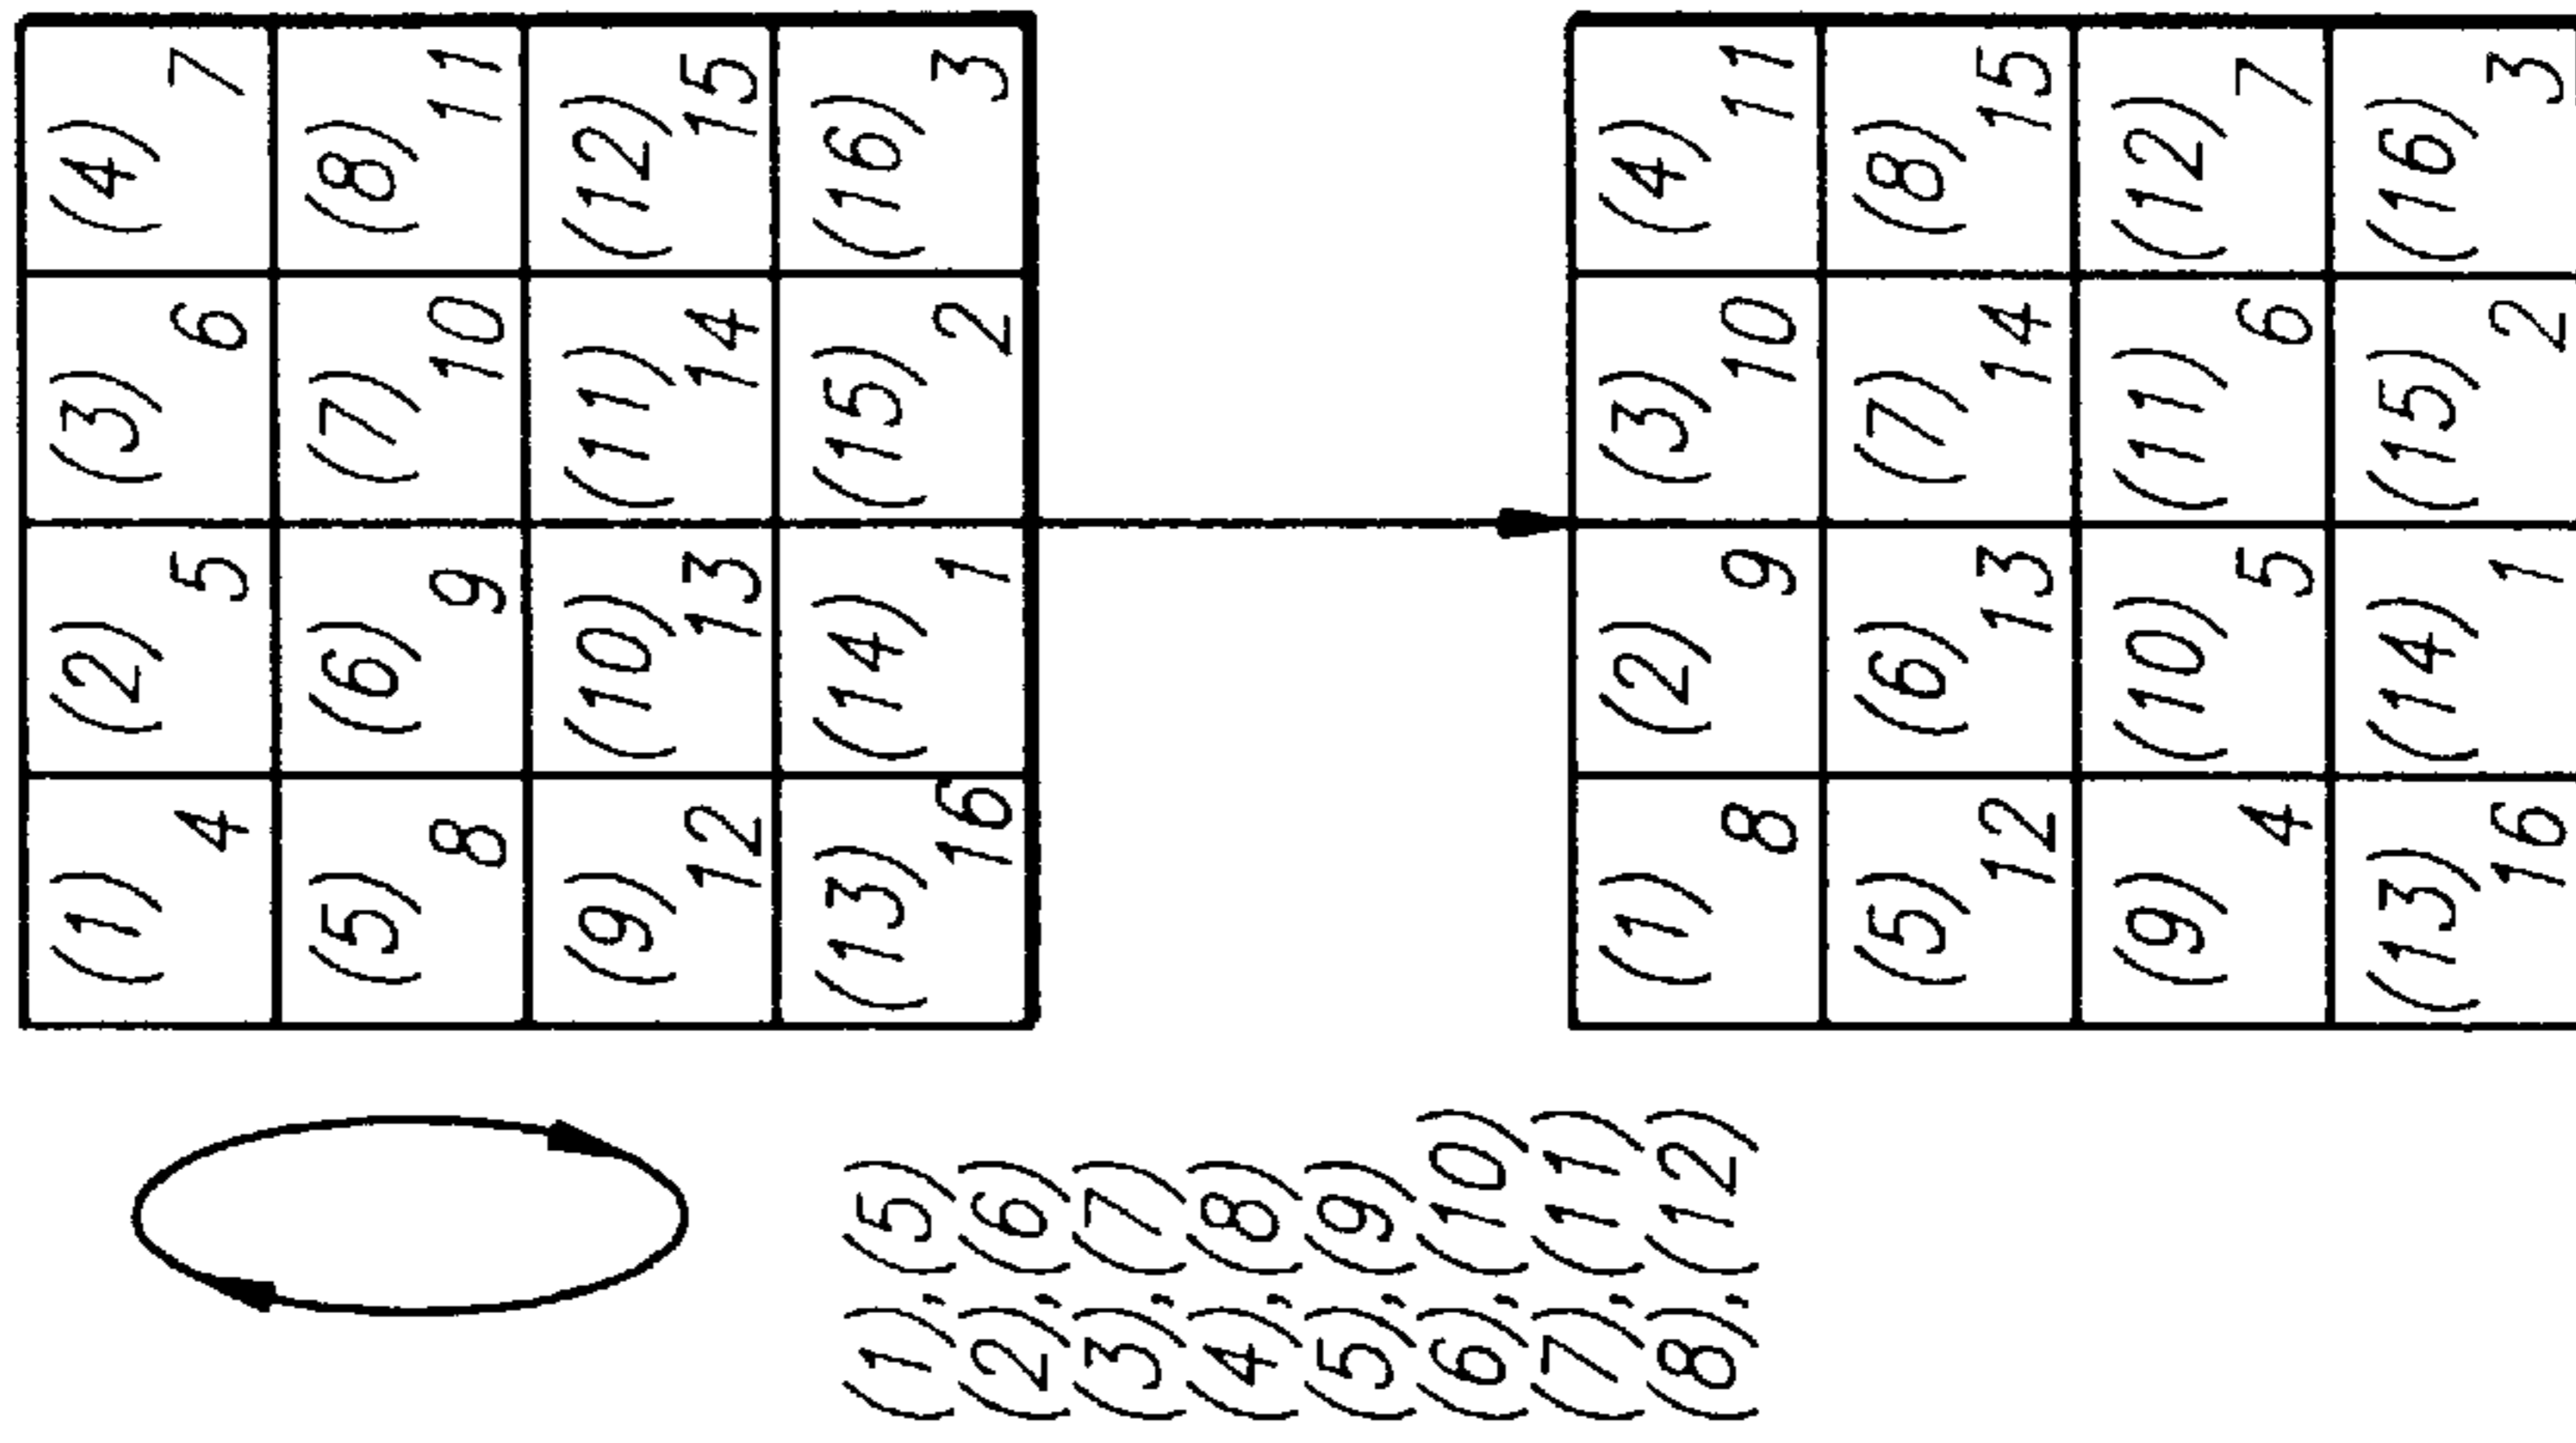 (1) (2) (3) (4)
4 5 6 7
(5) (6) (7) (8)
8 9 10 11
(9) (10) (11) (12)
12 13 14 15
(13) (14) (15) (16)
16 1 2 3
(1),(5)
(2),(6)
(3),(7)
(4),(8)
(5),(9)
(6),(10)
(7),(11)
(8),(12)
(1) (2) (3) (4)
8 9 10 11
(5) (6) (7) (8)
12 13 14 15
(9) (10) (11) (12)
4 5 6 7
(13) (14) (15) (16)
16 1 2 3